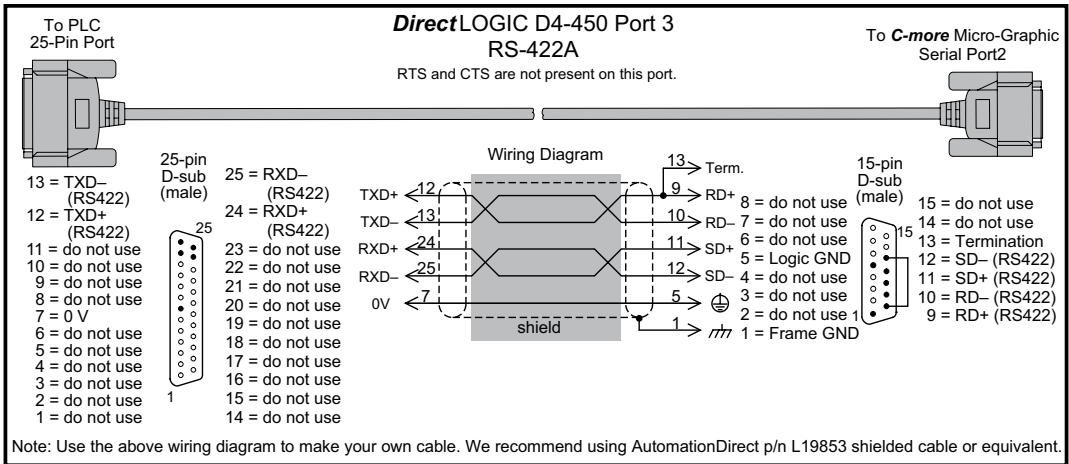 To PLC
25-Pin Port
DirectLOGIC D4-450 Port 3
RS-422A
RTS and CTS are not present on this port.
To C-more Micro-Graphic
Serial Port2
13 = TXD–
(RS422)
12 = TXD+
(RS422)
11 = do not use
10 = do not use
9 = do not use
8 = do not use
7 = 0 V
6 = do not use
5 = do not use
4 = do not use
3 = do not use
2 = do not use
1 = do not use
25-pin
D-sub
(male)
25
1
25 = RXD–
(RS422)
24 = RXD+
(RS422)
23 = do not use
22 = do not use
21 = do not use
20 = do not use
19 = do not use
18 = do not use
17 = do not use
16 = do not use
15 = do not use
14 = do not use
Wiring Diagram
13 Term.
TXD+ 12 9 RD+
TXD– 13 10 RD–
RXD+ 24 11 SD+
RXD– 25 12 SD–
0V 7 5
shield
1
8 = do not use
7 = do not use
6 = do not use
5 = Logic GND
4 = do not use
3 = do not use
2 = do not use
1 = Frame GND
15-pin
D-sub
(male)
15
1
15 = do not use
14 = do not use
13 = Termination
12 = SD– (RS422)
11 = SD+ (RS422)
10 = RD– (RS422)
9 = RD+ (RS422)
Note: Use the above wiring diagram to make your own cable. We recommend using AutomationDirect p/n L19853 shielded cable or equivalent.